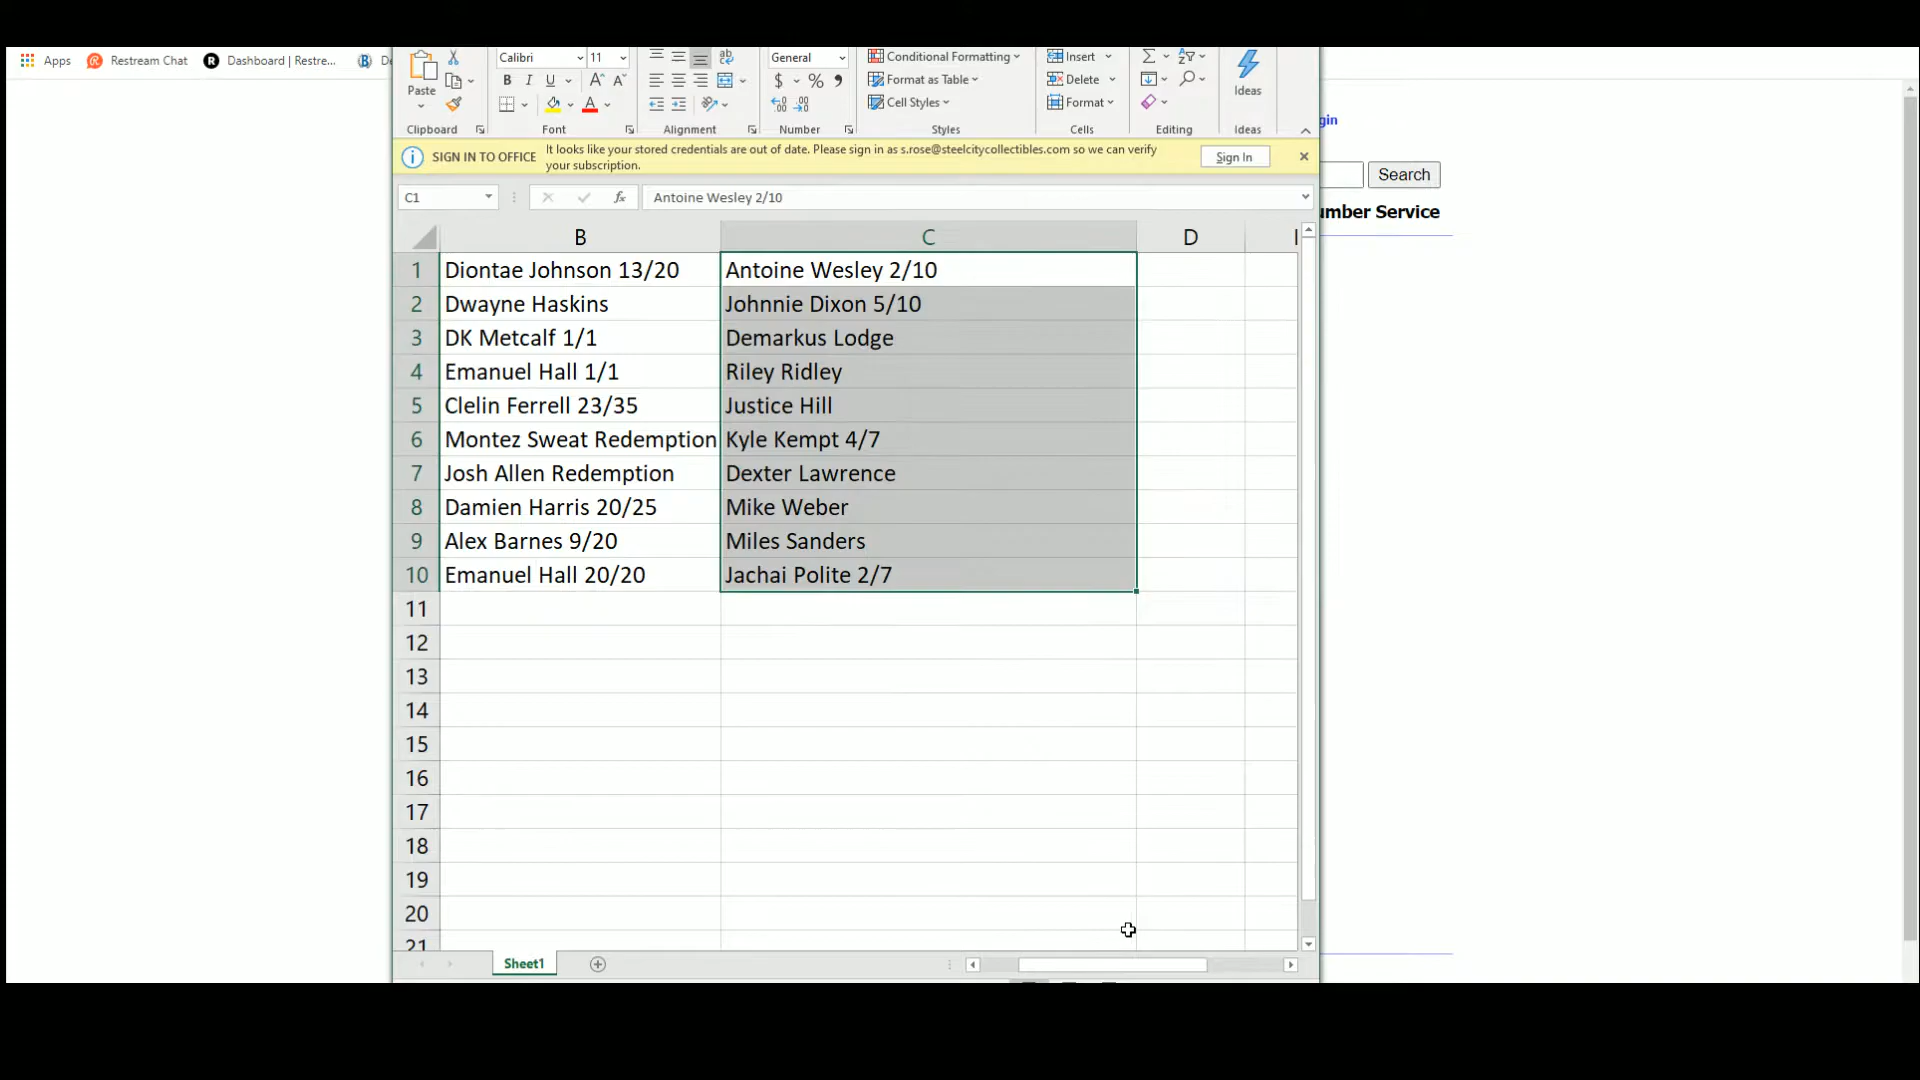 Apps Restream Chat Dashboard | Restre...
Calibri 11 General Conditional Formatting Insert
Paste B I U A A $ % Format as Table Delete Ideas
A Cell Styles Format
Clipboard Font Alignment Number Styles Cells Editing Ideas
gin
SIGN IN TO OFFICE It looks like your stored credentials are out of date. Please sign in as s.rose@steelcitycollectibles.com so we can verify
your subscription. Sign In
Search
C1 fx Antoine Wesley 2/10
umber Service
B C D
1 Diontae Johnson 13/20 Antoine Wesley 2/10
2 Dwayne Haskins Johnnie Dixon 5/10
3 DK Metcalf 1/1 Demarkus Lodge
4 Emanuel Hall 1/1 Riley Ridley
5 Clelin Ferrell 23/35 Justice Hill
6 Montez Sweat Redemption Kyle Kempt 4/7
7 Josh Allen Redemption Dexter Lawrence
8 Damien Harris 20/25 Mike Weber
9 Alex Barnes 9/20 Miles Sanders
10 Emanuel Hall 20/20 Jachai Polite 2/7
11
12
13
14
15
16
17
18
19
20
21
Sheet1